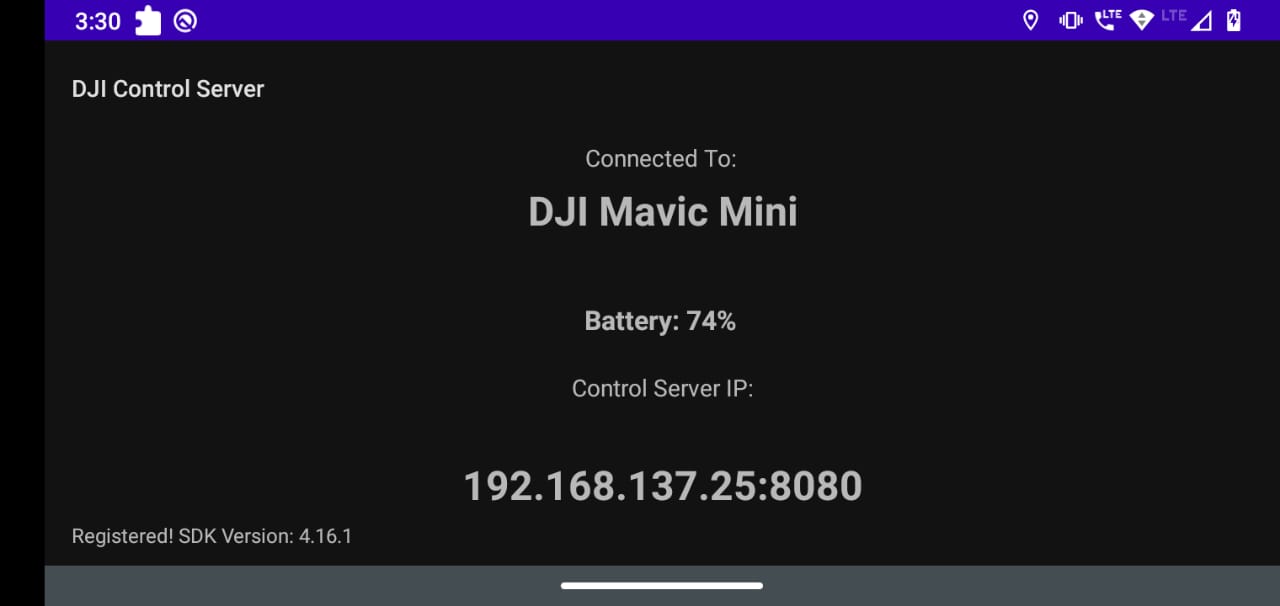 3:30
LTE
LTE
DJI Control Server
Connected To:
DJI Mavic Mini
Battery: 74%
Control Server IP:
192.168.137.25:8080
Registered! SDK Version: 4.16.1